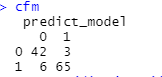 > cfm
predict_model
0 1
0 42 3
1 6 65